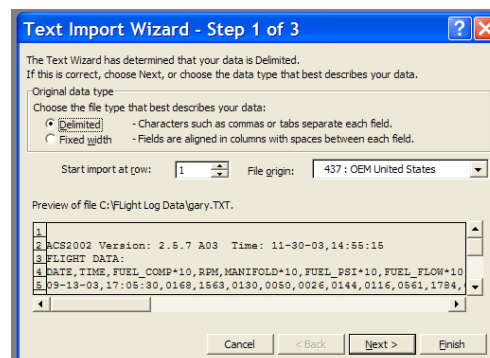 Text Import Wizard - Step 1 of 3
The Text Wizard has determined that your data is Delimited.
If this is correct, choose Next, or choose the data type that best describes your data.
Original data type
Choose the file type that best describes your data:
Delimited - Characters such as commas or tabs separate each field.
Fixed width - Fields are aligned in columns with spaces between each field.
Start import at row: 1 File origin: 437 : OEM United States
Preview of file C:\FLight Log Data\gary.TXT.
1
2 ACS2002 Version: 2.5.7 A03 Time: 11-30-03,14:55:15
3 FLIGHT DATA:
4 DATE,TIME,FUEL_COMP*10,RPM,MANIFOLD*10,FUEL_PSI*10,FUEL_FLOW*10
5 09-13-03,17:05:30,0168,1563,0130,0050,0026,0144,0116,0561,1784,
Cancel < Back Next > Finish